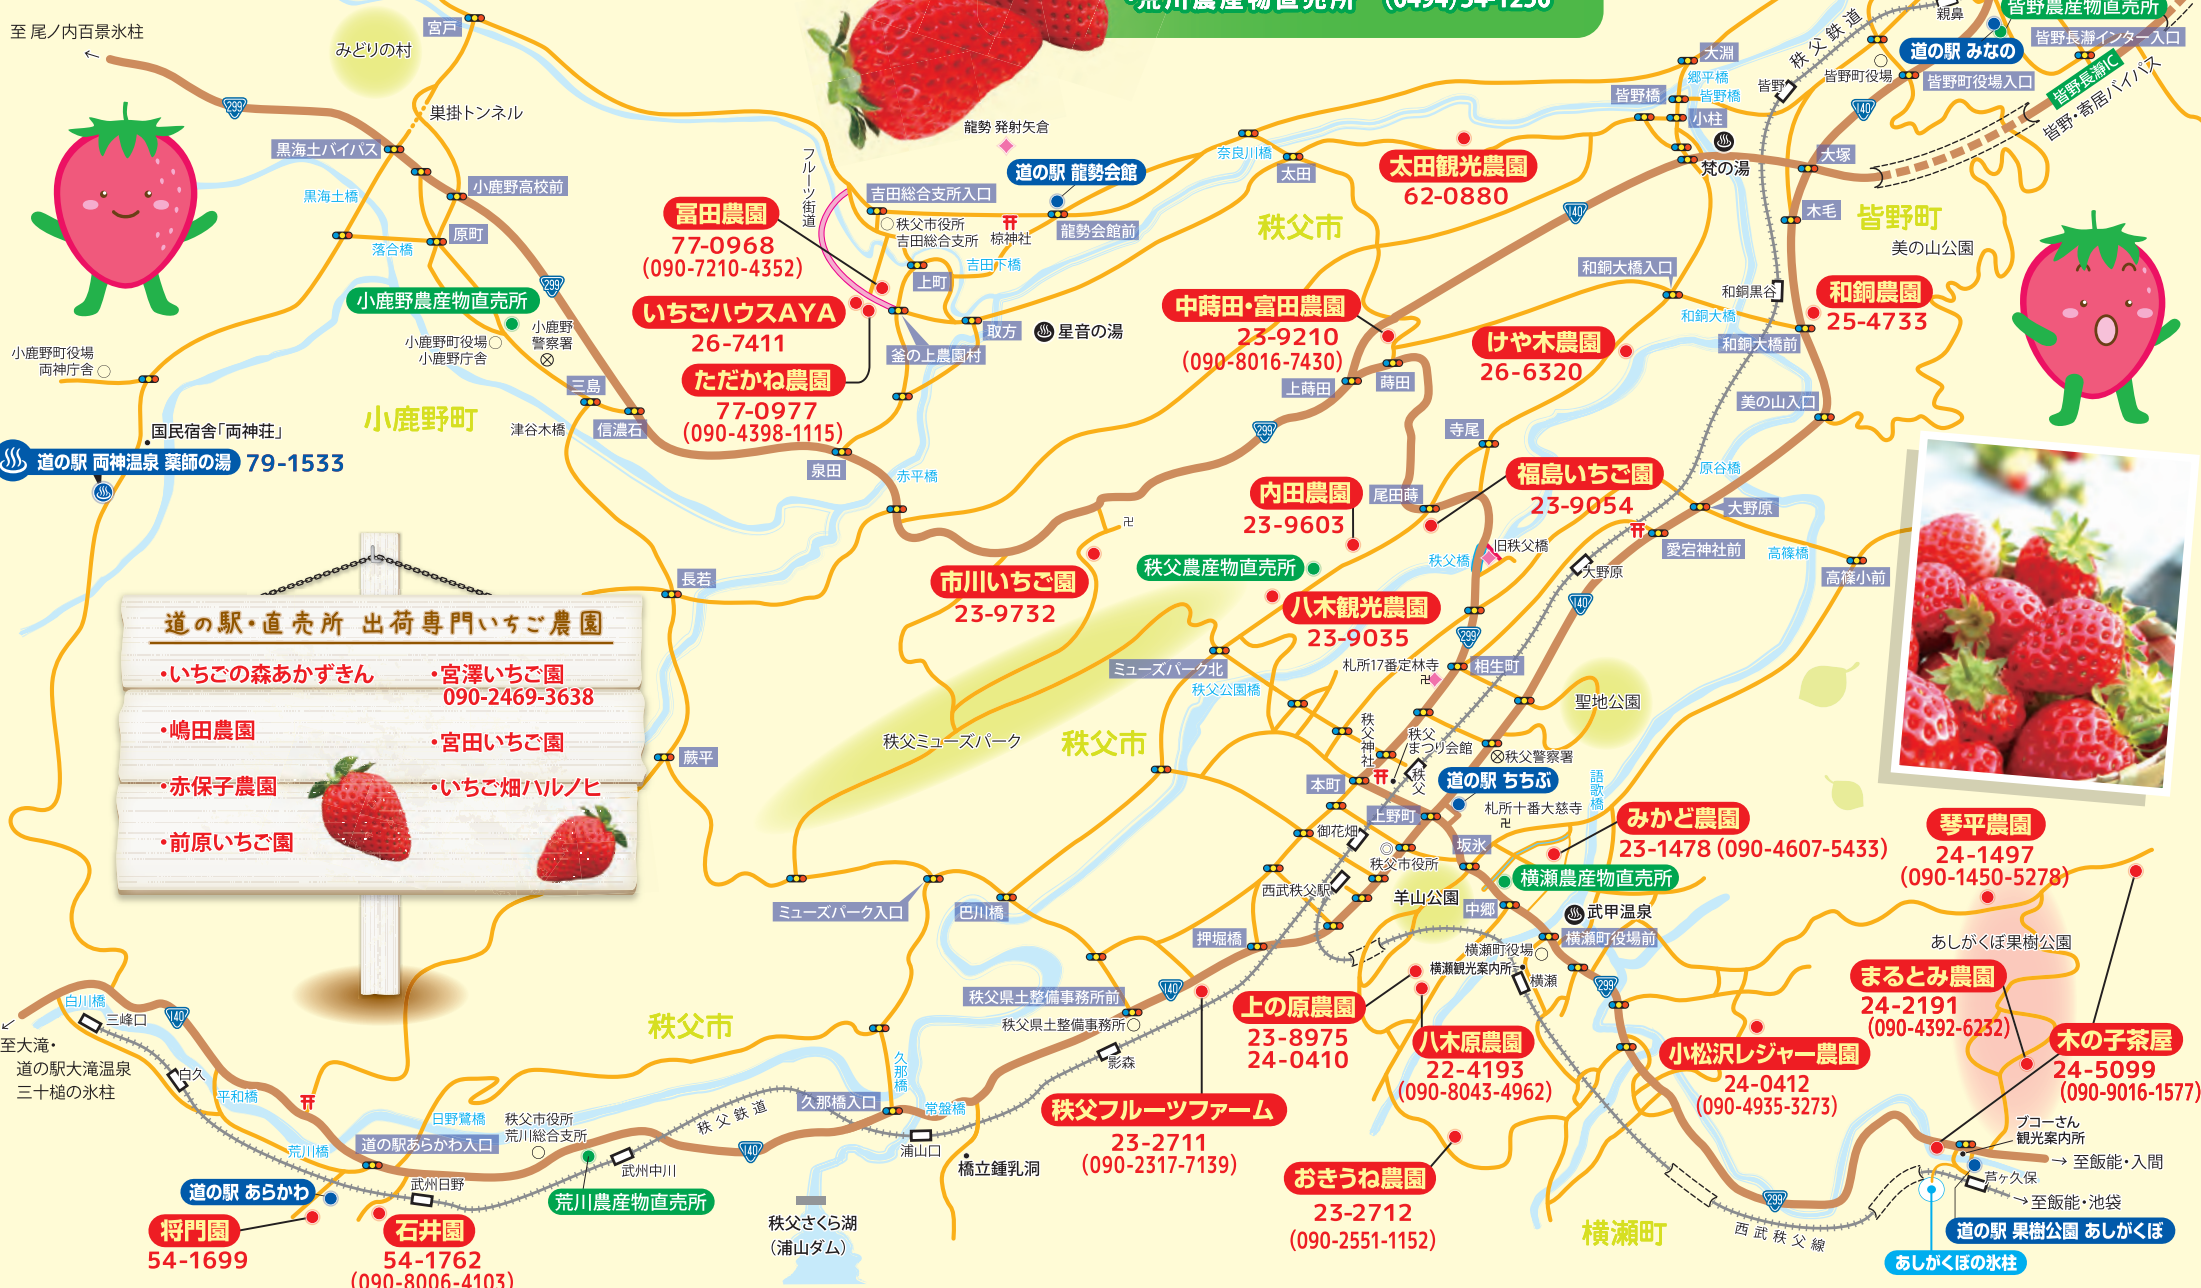 ・荒川農産物直売所 (0494)54-1236
至 尾ノ内百景氷柱
←
みどりの村
宮戸
299
巣掛トンネル
黒海土バイパス
小鹿野高校前
黒海土橋
原町
落合橋
299
小鹿野農産物直売所
小鹿野町役場
小鹿野庁舎
小鹿野
警察署
小鹿野町役場
両神庁舎
三島
津谷木橋
信濃石
小鹿野町
国民宿舎「両神荘」
道の駅 両神温泉 薬師の湯
79-1533
フルーツ街道
龍勢 発射矢倉
道の駅 龍勢会館
吉田総合支所入口
秩父市役所
吉田総合支所
椋神社
龍勢会館前
吉田下橋
上町
取方
星音の湯
釜の上農園村
冨田農園
77-0968
(090-7210-4352)
いちごハウスAYA
26-7411
ただかね農園
77-0977
(090-4398-1115)
泉田
赤平橋
奈良川橋
太田
太田観光農園
62-0880
秩父市
140
中蒔田・富田農園
23-9210
(090-8016-7430)
上蒔田
蒔田
299
けや木農園
26-6320
寺尾
大淵
郷平橋
皆野橋
皆野橋
小柱
梵の湯
皆野
秩父鉄道
皆野町役場
親鼻
皆野農産物直売所
道の駅 みなの
皆野長瀞インター入口
皆野町役場入口
皆野長瀞IC
皆野・寄居バイパス
140
大塚
木毛
皆野町
美の山公園
和銅大橋入口
和銅黒谷
和銅大橋
和銅大橋前
和銅農園
25-4733
美の山入口
原谷橋
大野原
愛宕神社前
高篠橋
高篠小前
大野原
140
福島いちご園
23-9054
尾田蒔
内田農園
23-9603
秩父橋
旧秩父橋
秩父農産物直売所
八木観光農園
23-9035
市川いちご園
23-9732
卍
長若
299
札所17番定林寺
卍
相生町
ミューズパーク北
秩父公園橋
秩父ミューズパーク
秩父市
聖地公園
秩父神社
秩父
まつり会館
秩父警察署
秩父
本町
道の駅 ちちぶ
上野町
札所十番大慈寺
卍
語歌橋
御花畑
秩父市役所
坂氷
西武秩父駅
羊山公園
中郷
みかど農園
23-1478 (090-4607-5433)
横瀬農産物直売所
武甲温泉
横瀬町役場前
横瀬町役場
横瀬観光案内所
横瀬
299
琴平農園
24-1497
(090-1450-5278)
あしがくぼ果樹公園
まるとみ農園
24-2191
(090-4392-6232)
木の子茶屋
24-5099
(090-9016-1577)
小松沢レジャー農園
24-0412
(090-4935-3273)
上の原農園
23-8975
24-0410
八木原農園
22-4193
(090-8043-4962)
おきうね農園
23-2712
(090-2551-1152)
秩父フルーツファーム
23-2711
(090-2317-7139)
道の駅・直売所 出荷専門いちご農園
・いちごの森あかずきん
・宮澤いちご園
090-2469-3638
・嶋田農園
・宮田いちご園
・赤保子農園
・いちご畑ハルノヒ
・前原いちご園
蕨平
ミューズパーク入口
巴川橋
押堀橋
140
秩父県土整備事務所前
秩父県土整備事務所
影森
秩父市
久那橋
久那橋入口
常盤橋
浦山口
橋立鍾乳洞
秩父さくら湖
(浦山ダム)
秩父鉄道
140
白川橋
三峰口
140
←
至大滝・
道の駅大滝温泉
三十槌の氷柱
白久
平和橋
日野鷺橋
荒川橋
道の駅あらかわ入口
秩父市役所
荒川総合支所
武州中川
武州日野
荒川農産物直売所
道の駅 あらかわ
将門園
54-1699
石井園
54-1762
(090-8006-4103)
横瀬町
西武秩父線
299
ブコーさん
観光案内所
→ 至飯能・入間
芦ヶ久保
→至飯能・池袋
道の駅 果樹公園 あしがくぼ
あしがくぼの氷柱